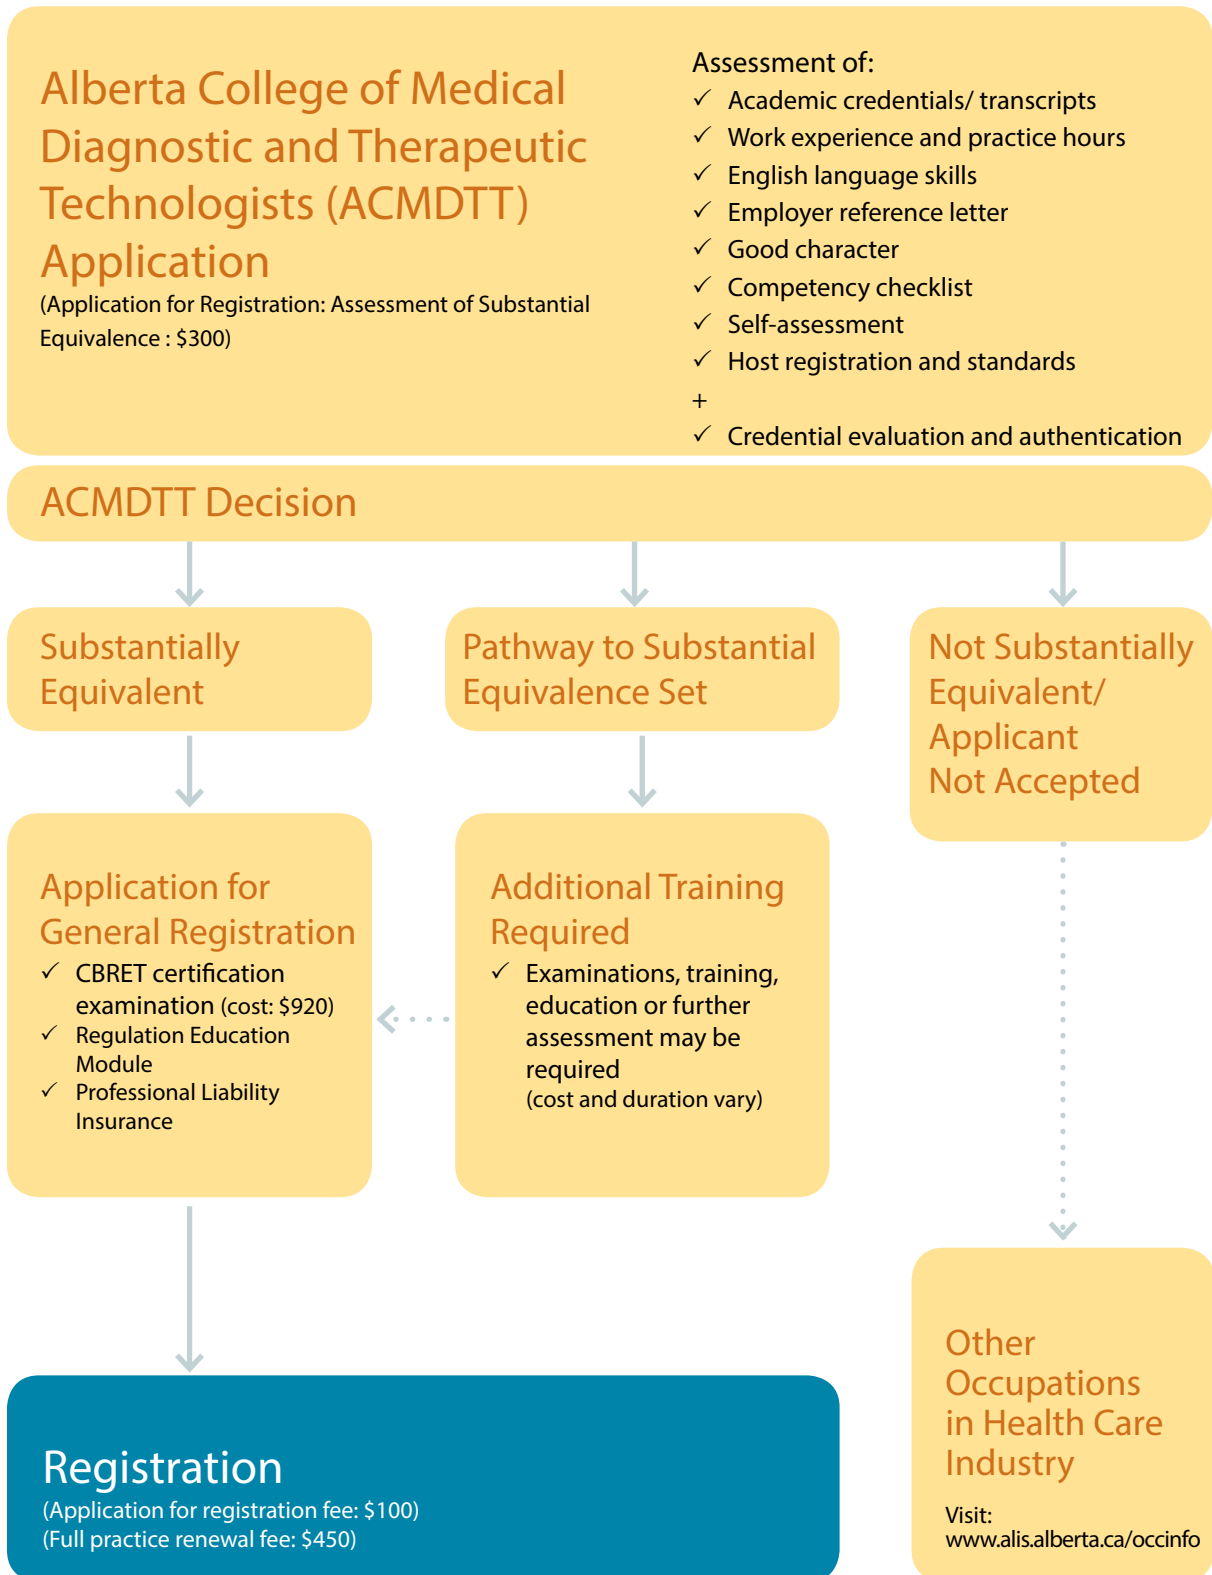 Alberta College of Medical
Diagnostic and Therapeutic
Technologists (ACMDTT)
Application
(Application for Registration: Assessment of Substantial
Equivalence : $300)
Assessment of:
✓ Academic credentials/ transcripts
✓ Work experience and practice hours
✓ English language skills
✓ Employer reference letter
✓ Good character
✓ Competency checklist
✓ Self-assessment
✓ Host registration and standards
+
✓ Credential evaluation and authentication
ACMDTT Decision
Substantially
Equivalent
Pathway to Substantial
Equivalence Set
Not Substantially
Equivalent/
Applicant
Not Accepted
Application for
General Registration
✓ CBRET certification
examination (cost: $920)
✓ Regulation Education
Module
✓ Professional Liability
Insurance
Additional Training
Required
✓ Examinations, training,
education or further
assessment may be
required
(cost and duration vary)
Registration
(Application for registration fee: $100)
(Full practice renewal fee: $450)
Other
Occupations
in Health Care
Industry
Visit:
www.alis.alberta.ca/occinfo